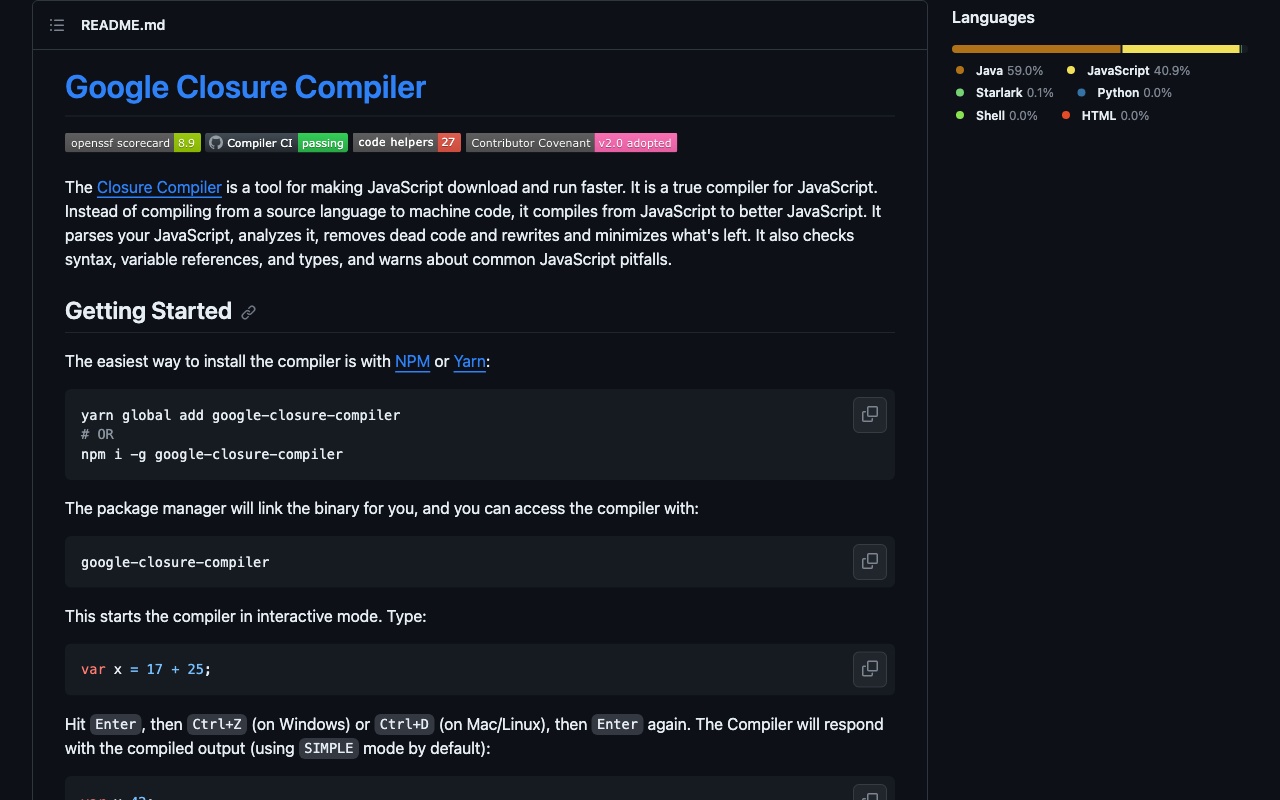 README.md
Google Closure Compiler
openssf scorecard 8.9 Compiler CI passing code helpers 27 Contributor Covenant v2.0 adopted
The Closure Compiler is a tool for making JavaScript download and run faster. It is a true compiler for JavaScript.
Instead of compiling from a source language to machine code, it compiles from JavaScript to better JavaScript. It
parses your JavaScript, analyzes it, removes dead code and rewrites and minimizes what's left. It also checks
syntax, variable references, and types, and warns about common JavaScript pitfalls.
Getting Started
The easiest way to install the compiler is with NPM or Yarn:
yarn global add google-closure-compiler
# OR
npm i -g google-closure-compiler
The package manager will link the binary for you, and you can access the compiler with:
google-closure-compiler
This starts the compiler in interactive mode. Type:
var x = 17 + 25;
Hit Enter, then Ctrl+Z (on Windows) or Ctrl+D (on Mac/Linux), then Enter again. The Compiler will respond
with the compiled output (using SIMPLE mode by default):
Languages
Java 59.0% JavaScript 40.9%
Starlark 0.1% Python 0.0%
Shell 0.0% HTML 0.0%